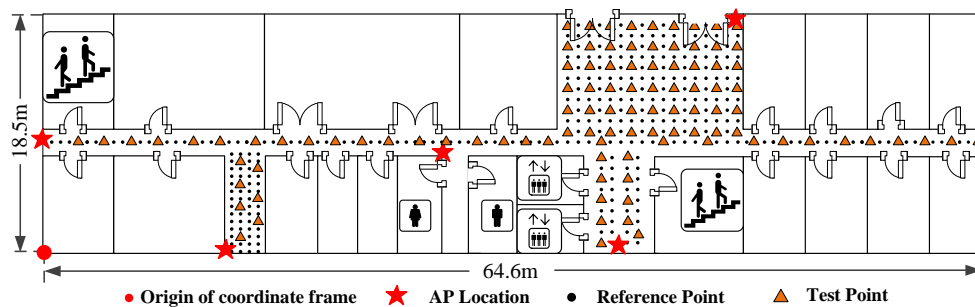 18.5m
64.6m
Origin of coordinate frame AP Location Reference Point Test Point